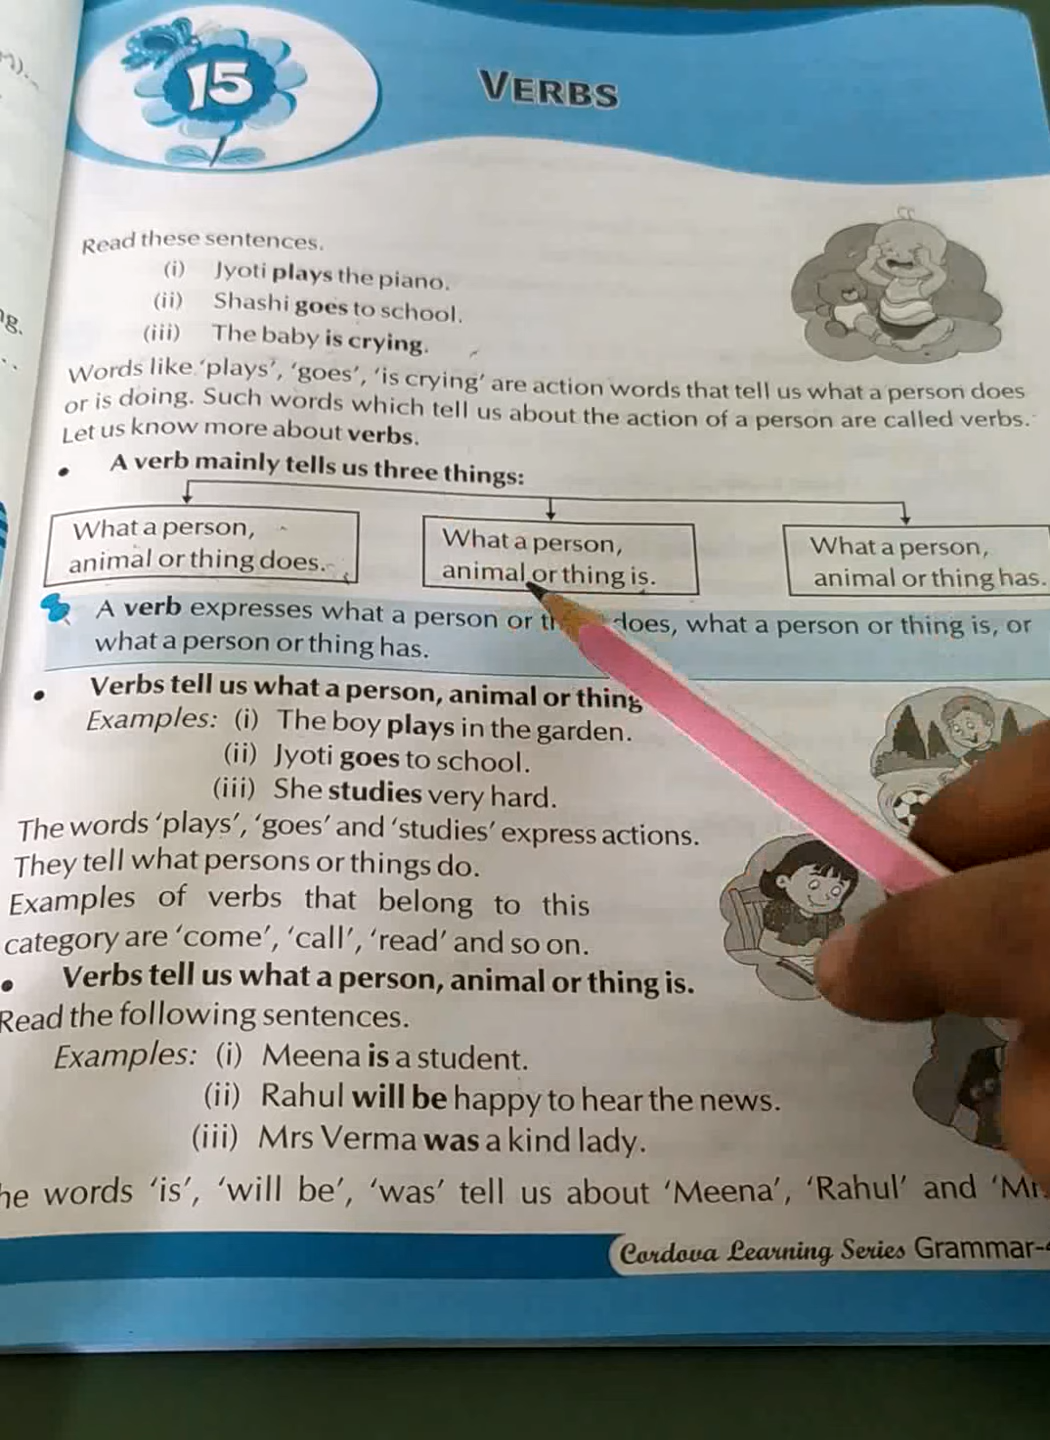 15
VERBS
Read these sentences.
(i) Jyoti plays the piano.
(ii) Shashi goes to school.
(iii) The baby is crying.
Words like ‘plays’, ‘goes’, ‘is crying’ are action words that tell us what a person does
or is doing. Such words which tell us about the action of a person are called verbs.
Let us know more about verbs.
• A verb mainly tells us three things:
What a person,
animal or thing does.
What a person,
animal or thing is.
What a person,
animal or thing has.
A verb expresses what a person or does, what a person or thing is, or
what a person or thing has.
• Verbs tell us what a person, animal or thing
Examples: (i) The boy plays in the garden.
(ii) Jyoti goes to school.
(iii) She studies very hard.
The words ‘plays’, ‘goes’ and ‘studies’ express actions.
They tell what persons or things do.
Examples of verbs that belong to this
category are ‘come’, ‘call’, ‘read’ and so on.
• Verbs tell us what a person, animal or thing is.
Read the following sentences.
Examples: (i) Meena is a student.
(ii) Rahul will be happy to hear the news.
(iii) Mrs Verma was a kind lady.
he words ‘is’, ‘will be’, ‘was’ tell us about ‘Meena’, ‘Rahul’ and
Cordova Learning Series Grammar-